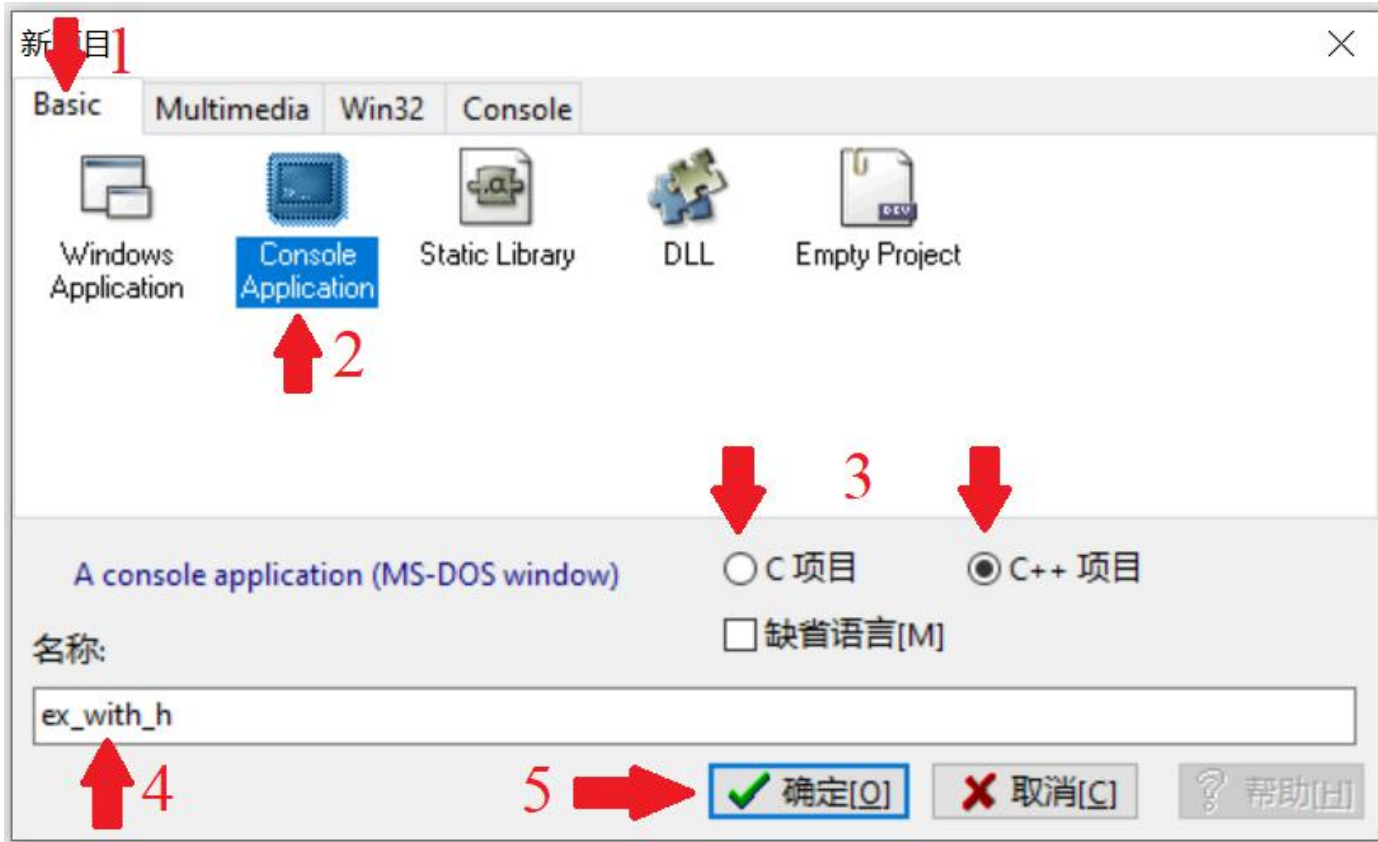 新项目 1
Basic Multimedia Win32 Console
Windows Application
Console Application
Static Library
DLL
Empty Project
.a
DEV
2
3
A console application (MS-DOS window)
C 项目 C++ 项目
缺省语言[M]
名称:
ex_with_h
4
5
确定[O] 取消[C] 帮助[H]